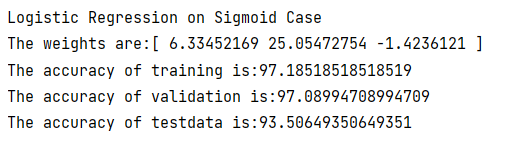 Logistic Regression on Sigmoid Case
The weights are:[ 6.33452169 25.05472754 -1.4236121 ]
The accuracy of training is:97.18518518518519
The accuracy of validation is:97.08994708994709
The accuracy of testdata is:93.50649350649351